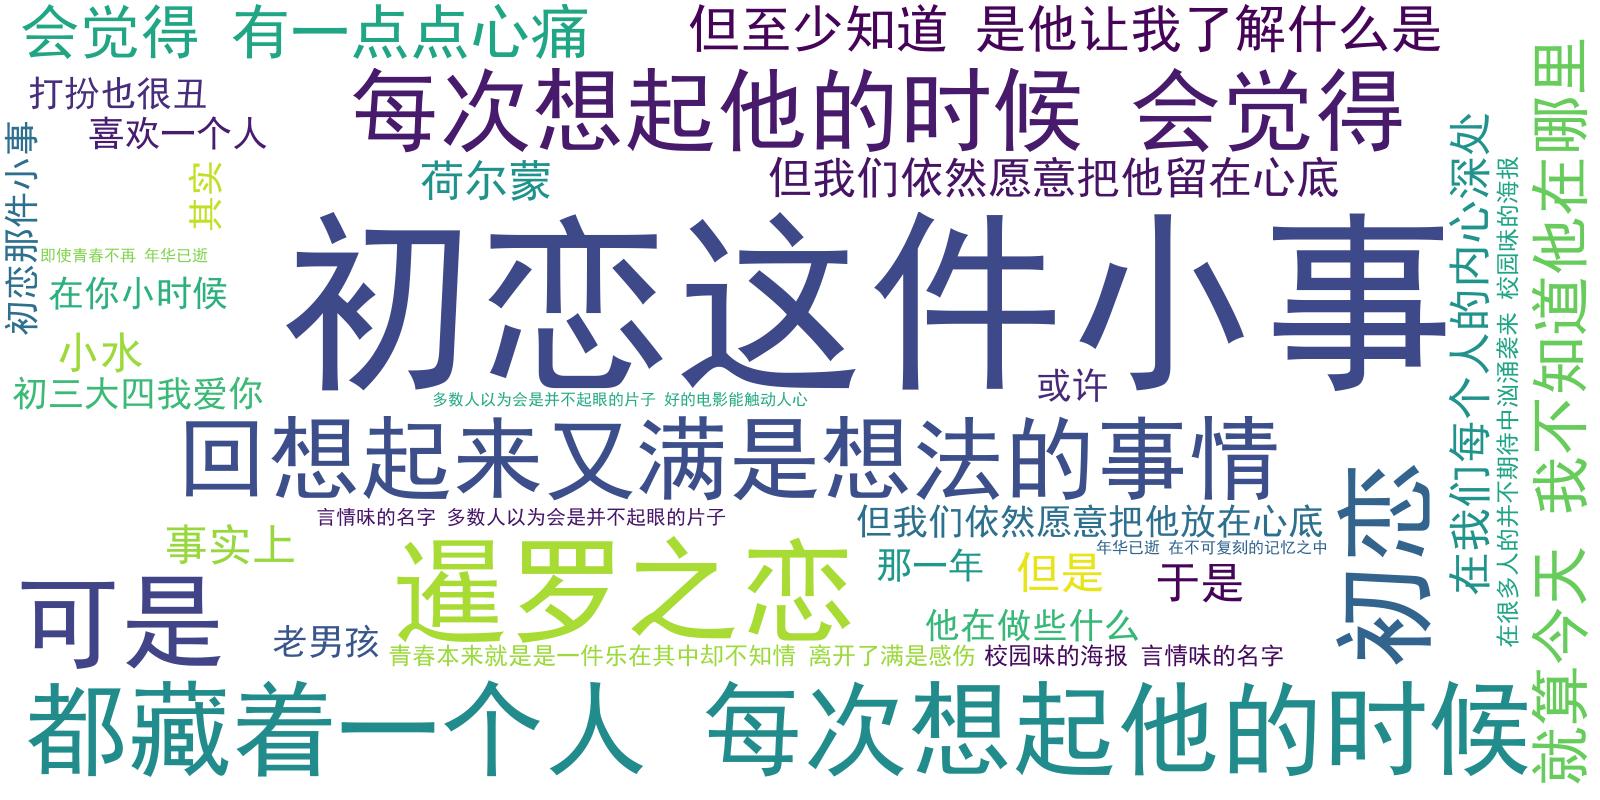 会觉得 有一点点心痛
但至少知道 是他让我了解什么是
打扮也很丑
每次想起他的时候 会觉得
喜欢一个人
初恋那件小事
其实
荷尔蒙
但我们依然愿意把他留在心底
即使青春不再 年华已逝
在你小时候
初恋这件小事
小水
初三大四我爱你
多数人以为会是并不起眼的片子 好的电影能触动人心
或许
回想起来又满是想法的事情
言情味的名字 多数人以为会是并不起眼的片子
但我们依然愿意把他放在心底
事实上
暹罗之恋
那一年
年华已逝 在不可复刻的记忆之中
但是
于是
可是
老男孩
他在做些什么
青春本来就是是一件乐在其中却不知情 离开了满是感伤
校园味的海报 言情味的名字
都藏着一个人 每次想起他的时候
初恋
在我们每个人的内心深处
在很多人的并不期待中汹涌袭来 校园味的海报
就算今天 我不知道他在哪里